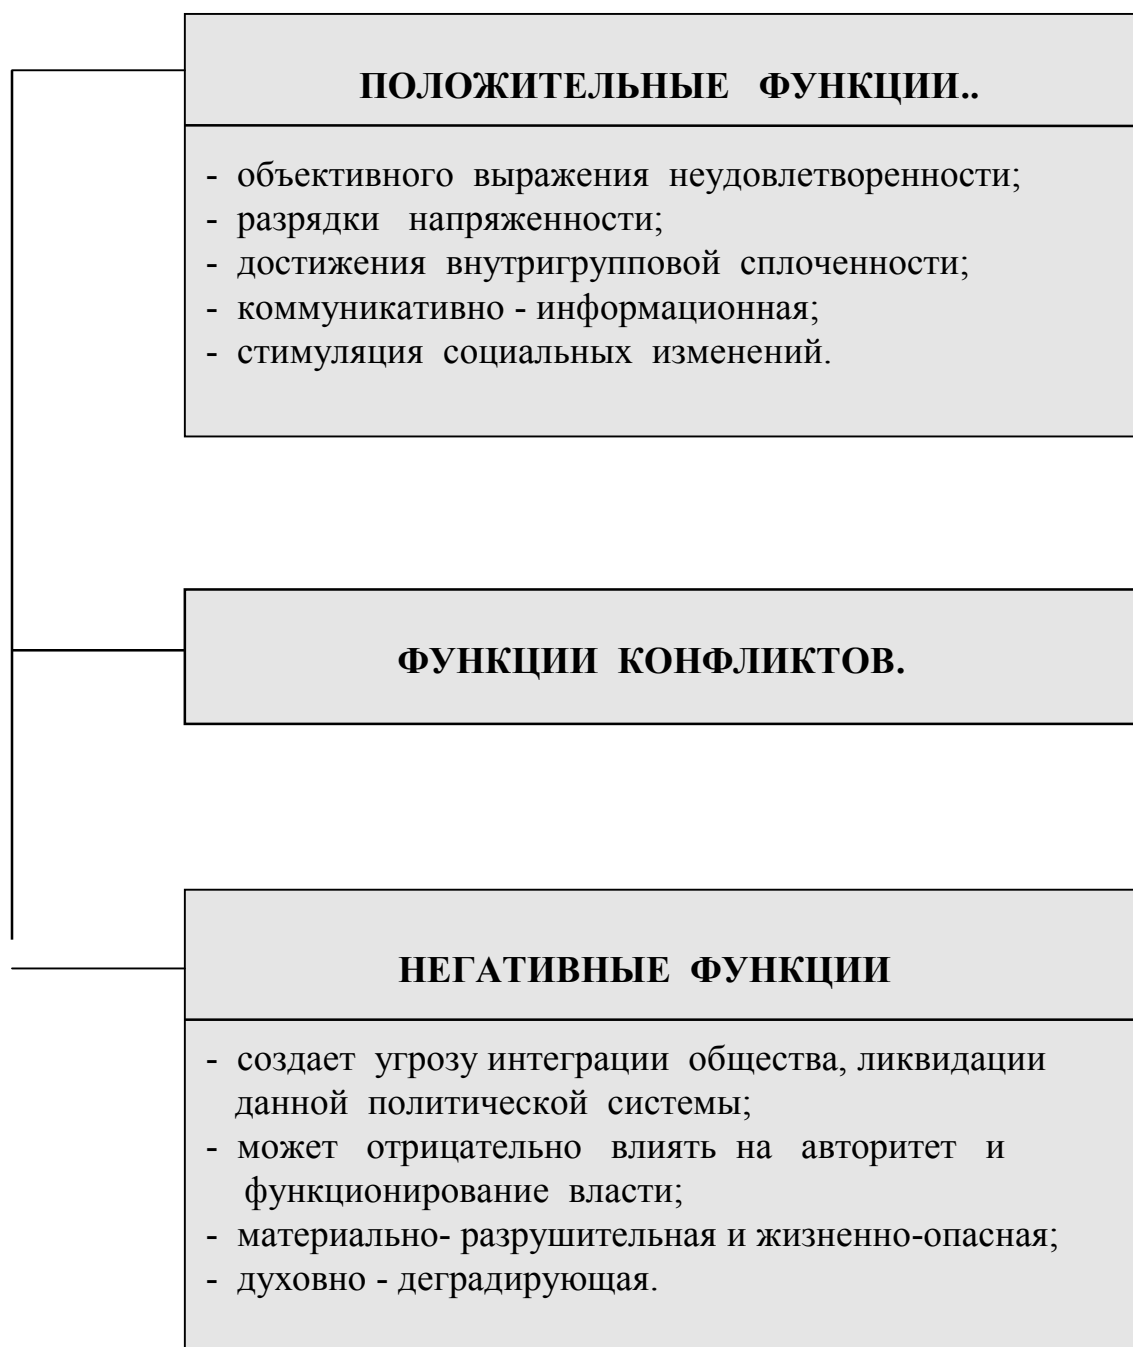 ПОЛОЖИТЕЛЬНЫЕ ФУНКЦИИ..
- объективного выражения неудовлетворенности;
- разрядки напряженности;
- достижения внутригрупповой сплоченности;
- коммуникативно - информационная;
- стимуляция социальных изменений.
ФУНКЦИИ КОНФЛИКТОВ.
НЕГАТИВНЫЕ ФУНКЦИИ
- создает угрозу интеграции общества, ликвидации
данной политической системы;
- может отрицательно влиять на авторитет и
функционирование власти;
- материально- разрушительная и жизненно-опасная;
- духовно - деградирующая.